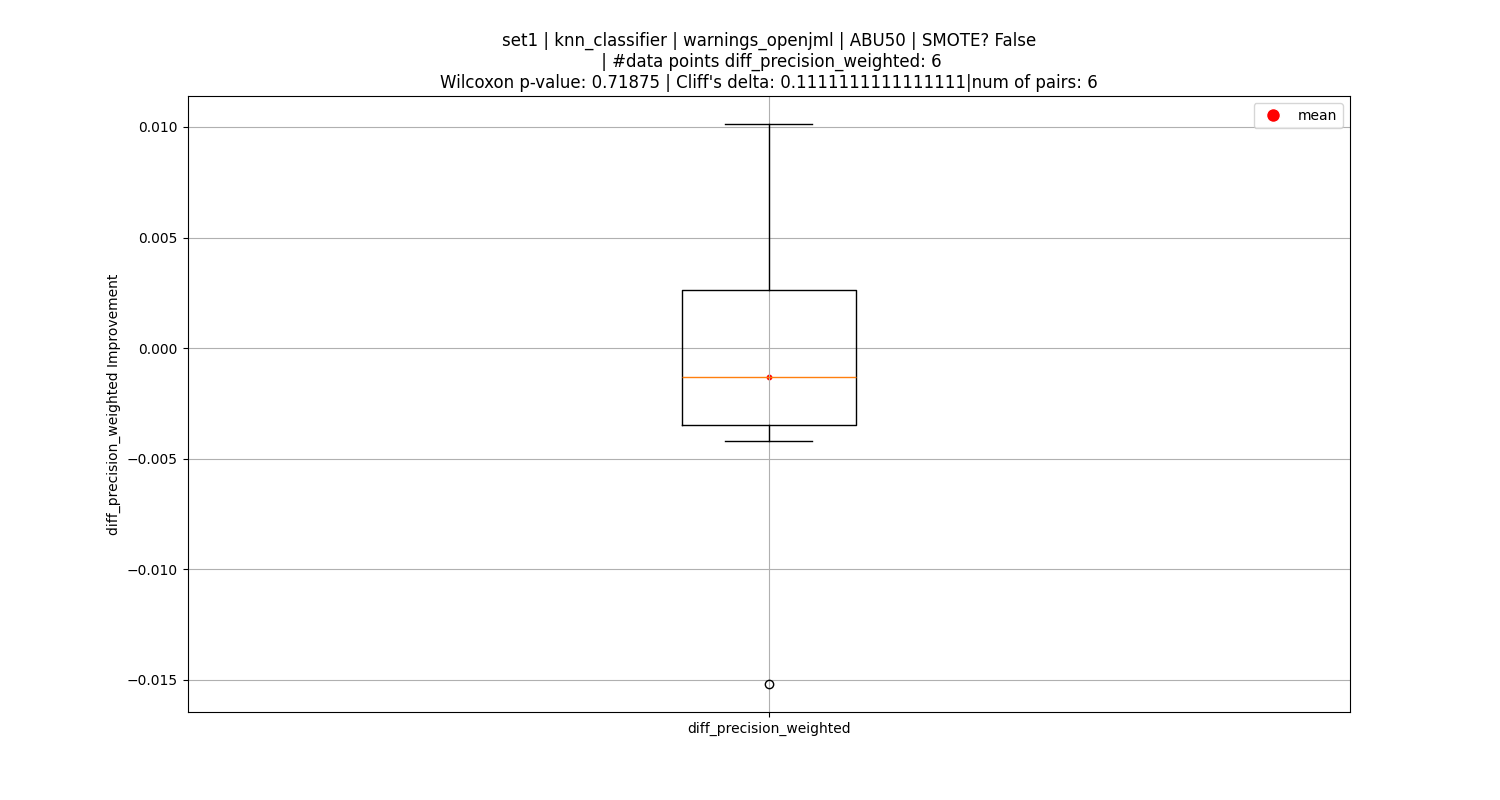 set1 | knn_classifier | warnings_openjml | ABU50 | SMOTE? False
| #data points diff_precision_weighted: 6
Wilcoxon p-value: 0.71875 | Cliff's delta: 0.1111111111111111|num of pairs: 6
mean
0.010
0.005
0.000
−0.005
−0.010
−0.015
diff_precision_weighted Improvement
diff_precision_weighted